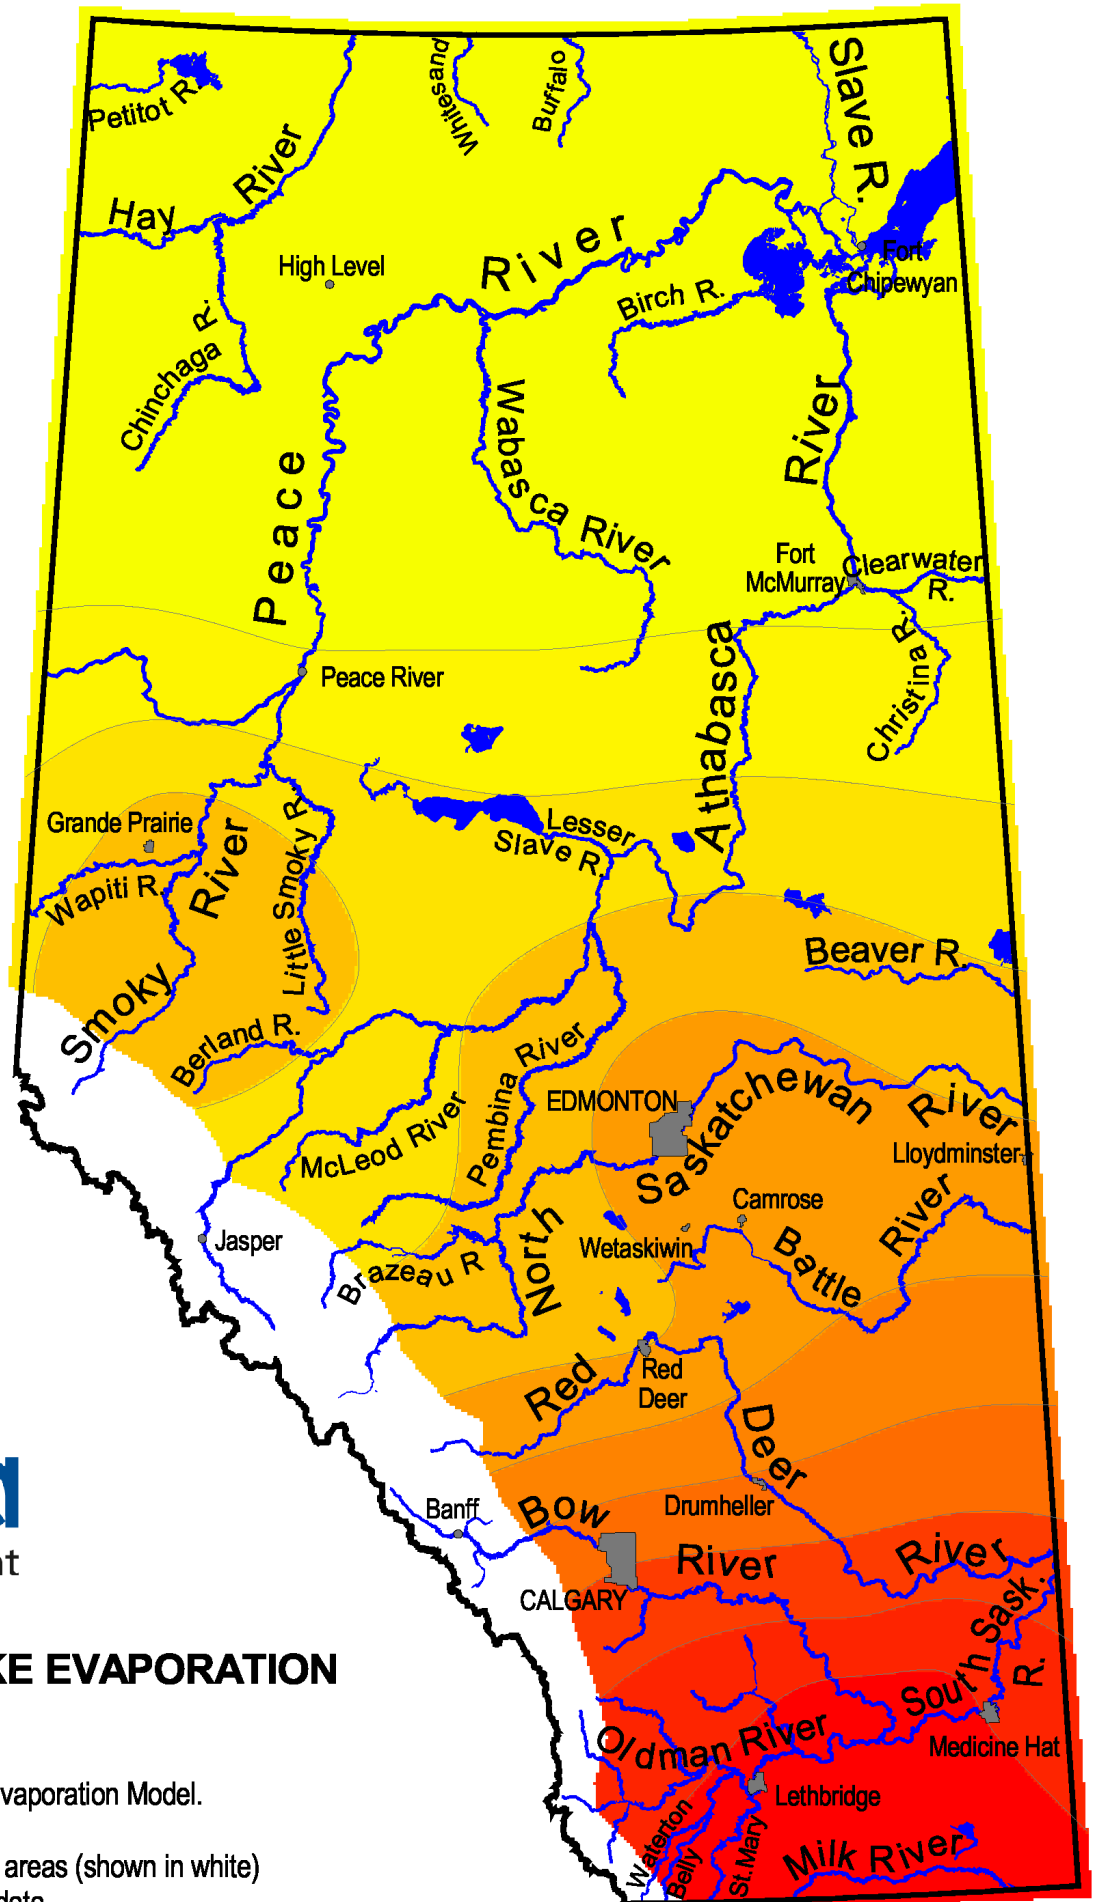 Petitot R.
Whitesand
Buffalo
Slave R.
Hay River
High Level
Peace River
Birch R.
Fort
Chipewyan
Chinchaga R.
Wabasca River
Athabasca River
Fort
McMurray
Clearwater
R.
Christina R.
Peace River
Grande Prairie
Wapiti R.
Smoky River
Little Smoky R.
Lesser
Slave R.
Beaver R.
Berland R.
McLeod River
Pembina River
EDMONTON
North Saskatchewan River
Lloydminster
Camrose
Wetaskiwin
Battle River
Jasper
Brazeau R
Red Deer River
Red
Deer
Banff
Bow River
Drumheller
CALGARY
South Sask. R.
Oldman River
Medicine Hat
Lethbridge
Waterton
Belly
St. Mary
Milk River
a
nt
KE EVAPORATION
vaporation Model.
areas (shown in white)
data